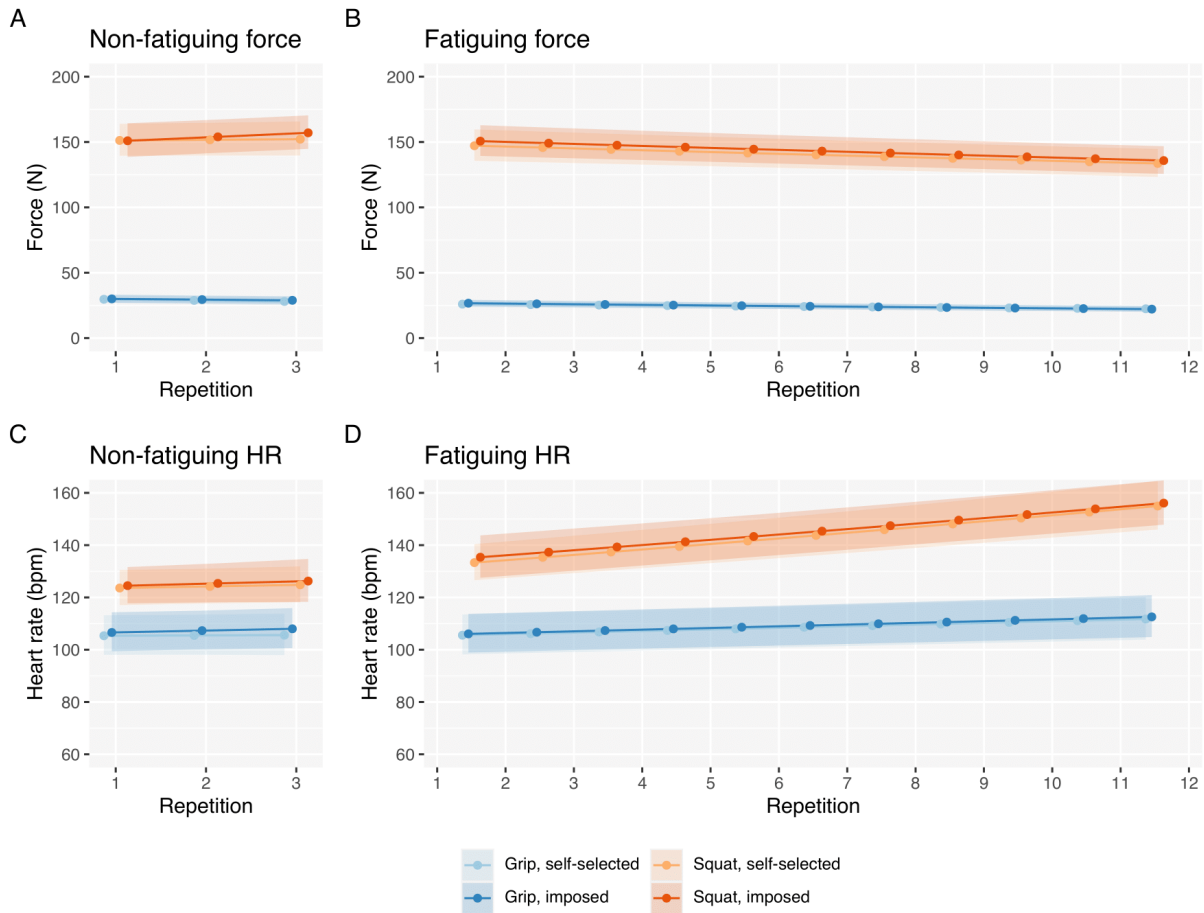 A
Non-fatiguing force
B
Fatiguing force
Force (N)
200
150
100
50
0
1 2 3
Repetition
Force (N)
200
150
100
50
0
1 2 3 4 5 6 7 8 9 10 11 12
Repetition
C
Non-fatiguing HR
D
Fatiguing HR
Heart rate (bpm)
160
140
120
100
80
60
1 2 3
Repetition
Heart rate (bpm)
160
140
120
100
80
60
1 2 3 4 5 6 7 8 9 10 11 12
Repetition
Grip, self-selected
Grip, imposed
Squat, self-selected
Squat, imposed